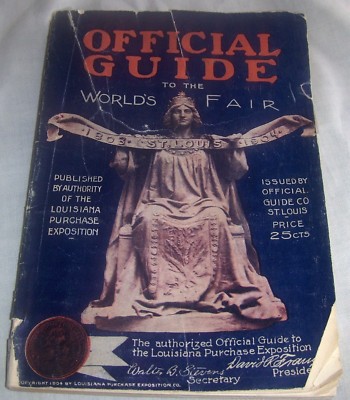 OFFICIAL
GUIDE
TO THE
WORLD'S FAIR
1803 ST. LOUIS 1904
PUBLISHED
BY AUTHORITY
OF THE
LOUISIANA
PURCHASE
EXPOSITION
ISSUED BY
OFFICIAL
GUIDE CO
ST. LOUIS
PRICE
25 CTS
The authorized Official Guide to
the Louisiana Purchase Exposition
Walter B. Stevens
Secretary
David R. Franc
Preside
COPYRIGHT 1904 BY LOUISIANA PURCHASE EXPOSITION CO.